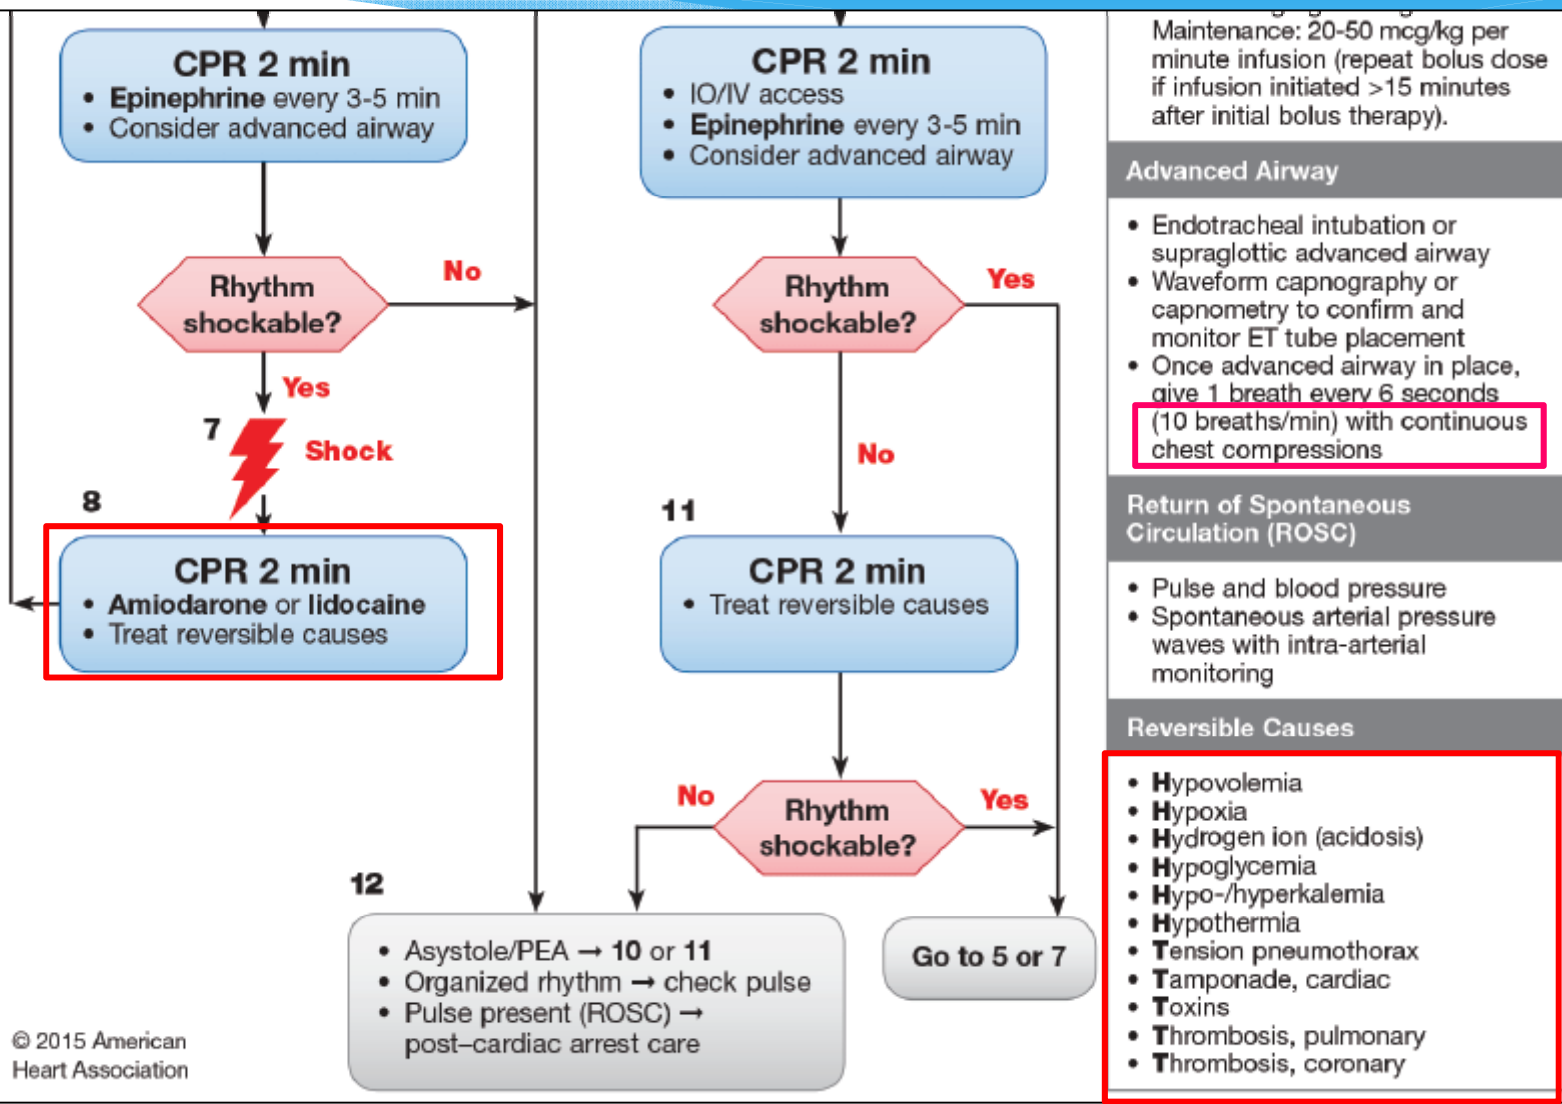 CPR 2 min
• Epinephrine every 3-5 min
• Consider advanced airway
Rhythm
shockable?
No
Yes
7
Shock
8
CPR 2 min
• Amiodarone or lidocaine
• Treat reversible causes
CPR 2 min
• IO/IV access
• Epinephrine every 3-5 min
• Consider advanced airway
Rhythm
shockable?
Yes
No
11
CPR 2 min
• Treat reversible causes
Rhythm
shockable?
No
Yes
12
• Asystole/PEA → 10 or 11
• Organized rhythm → check pulse
• Pulse present (ROSC) →
post–cardiac arrest care
Go to 5 or 7
© 2015 American
Heart Association
Maintenance: 20-50 mcg/kg per
minute infusion (repeat bolus dose
if infusion initiated >15 minutes
after initial bolus therapy).
Advanced Airway
• Endotracheal intubation or
supraglottic advanced airway
• Waveform capnography or
capnometry to confirm and
monitor ET tube placement
• Once advanced airway in place,
give 1 breath every 6 seconds
(10 breaths/min) with continuous
chest compressions
Return of Spontaneous
Circulation (ROSC)
• Pulse and blood pressure
• Spontaneous arterial pressure
waves with intra-arterial
monitoring
Reversible Causes
• Hypovolemia
• Hypoxia
• Hydrogen ion (acidosis)
• Hypoglycemia
• Hypo-/hyperkalemia
• Hypothermia
• Tension pneumothorax
• Tamponade, cardiac
• Toxins
• Thrombosis, pulmonary
• Thrombosis, coronary